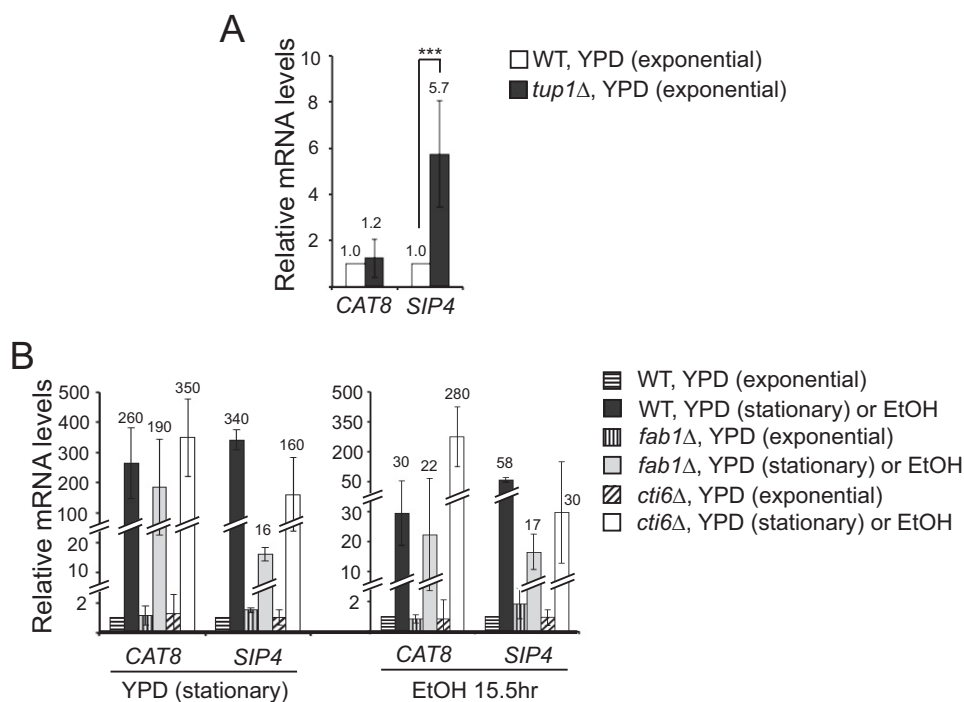 A
Relative mRNA levels
10
8
6
4
2
1.0
1.2
1.0
5.7
***
CAT8
SIP4
WT, YPD (exponential)
tup1Δ, YPD (exponential)
B
Relative mRNA levels
500
400
300
200
100
20
10
2
260
190
350
340
16
160
CAT8
SIP4
YPD (stationary)
500
350
200
50
30
20
10
2
30
22
280
58
17
30
CAT8
SIP4
EtOH 15.5hr
WT, YPD (exponential)
WT, YPD (stationary) or EtOH
fab1Δ, YPD (exponential)
fab1Δ, YPD (stationary) or EtOH
cti6Δ, YPD (exponential)
cti6Δ, YPD (stationary) or EtOH